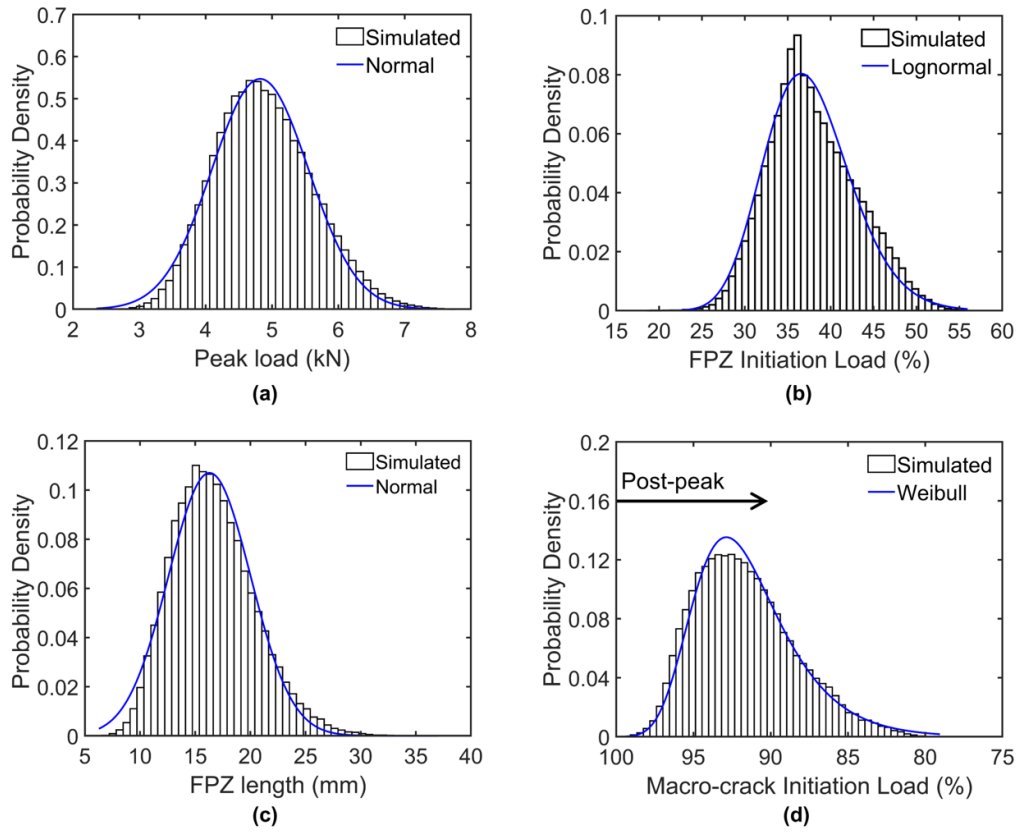 0.7
0.6
0.5
0.4
0.3
0.2
0.1
0
2 3 4 5 6 7 8
Probability Density
Peak load (kN)
Simulated
Normal
(a)
0.1
0.08
0.06
0.04
0.02
0
15 20 25 30 35 40 45 50 55 60
Probability Density
FPZ Initiation Load (%)
Simulated
Lognormal
(b)
0.12
0.1
0.08
0.06
0.04
0.02
0
5 10 15 20 25 30 35 40
Probability Density
FPZ length (mm)
Simulated
Normal
(c)
0.2
0.16
0.12
0.08
0.04
0
100 95 90 85 80 75
Probability Density
Macro-crack Initiation Load (%)
Post-peak
Simulated
Weibull
(d)